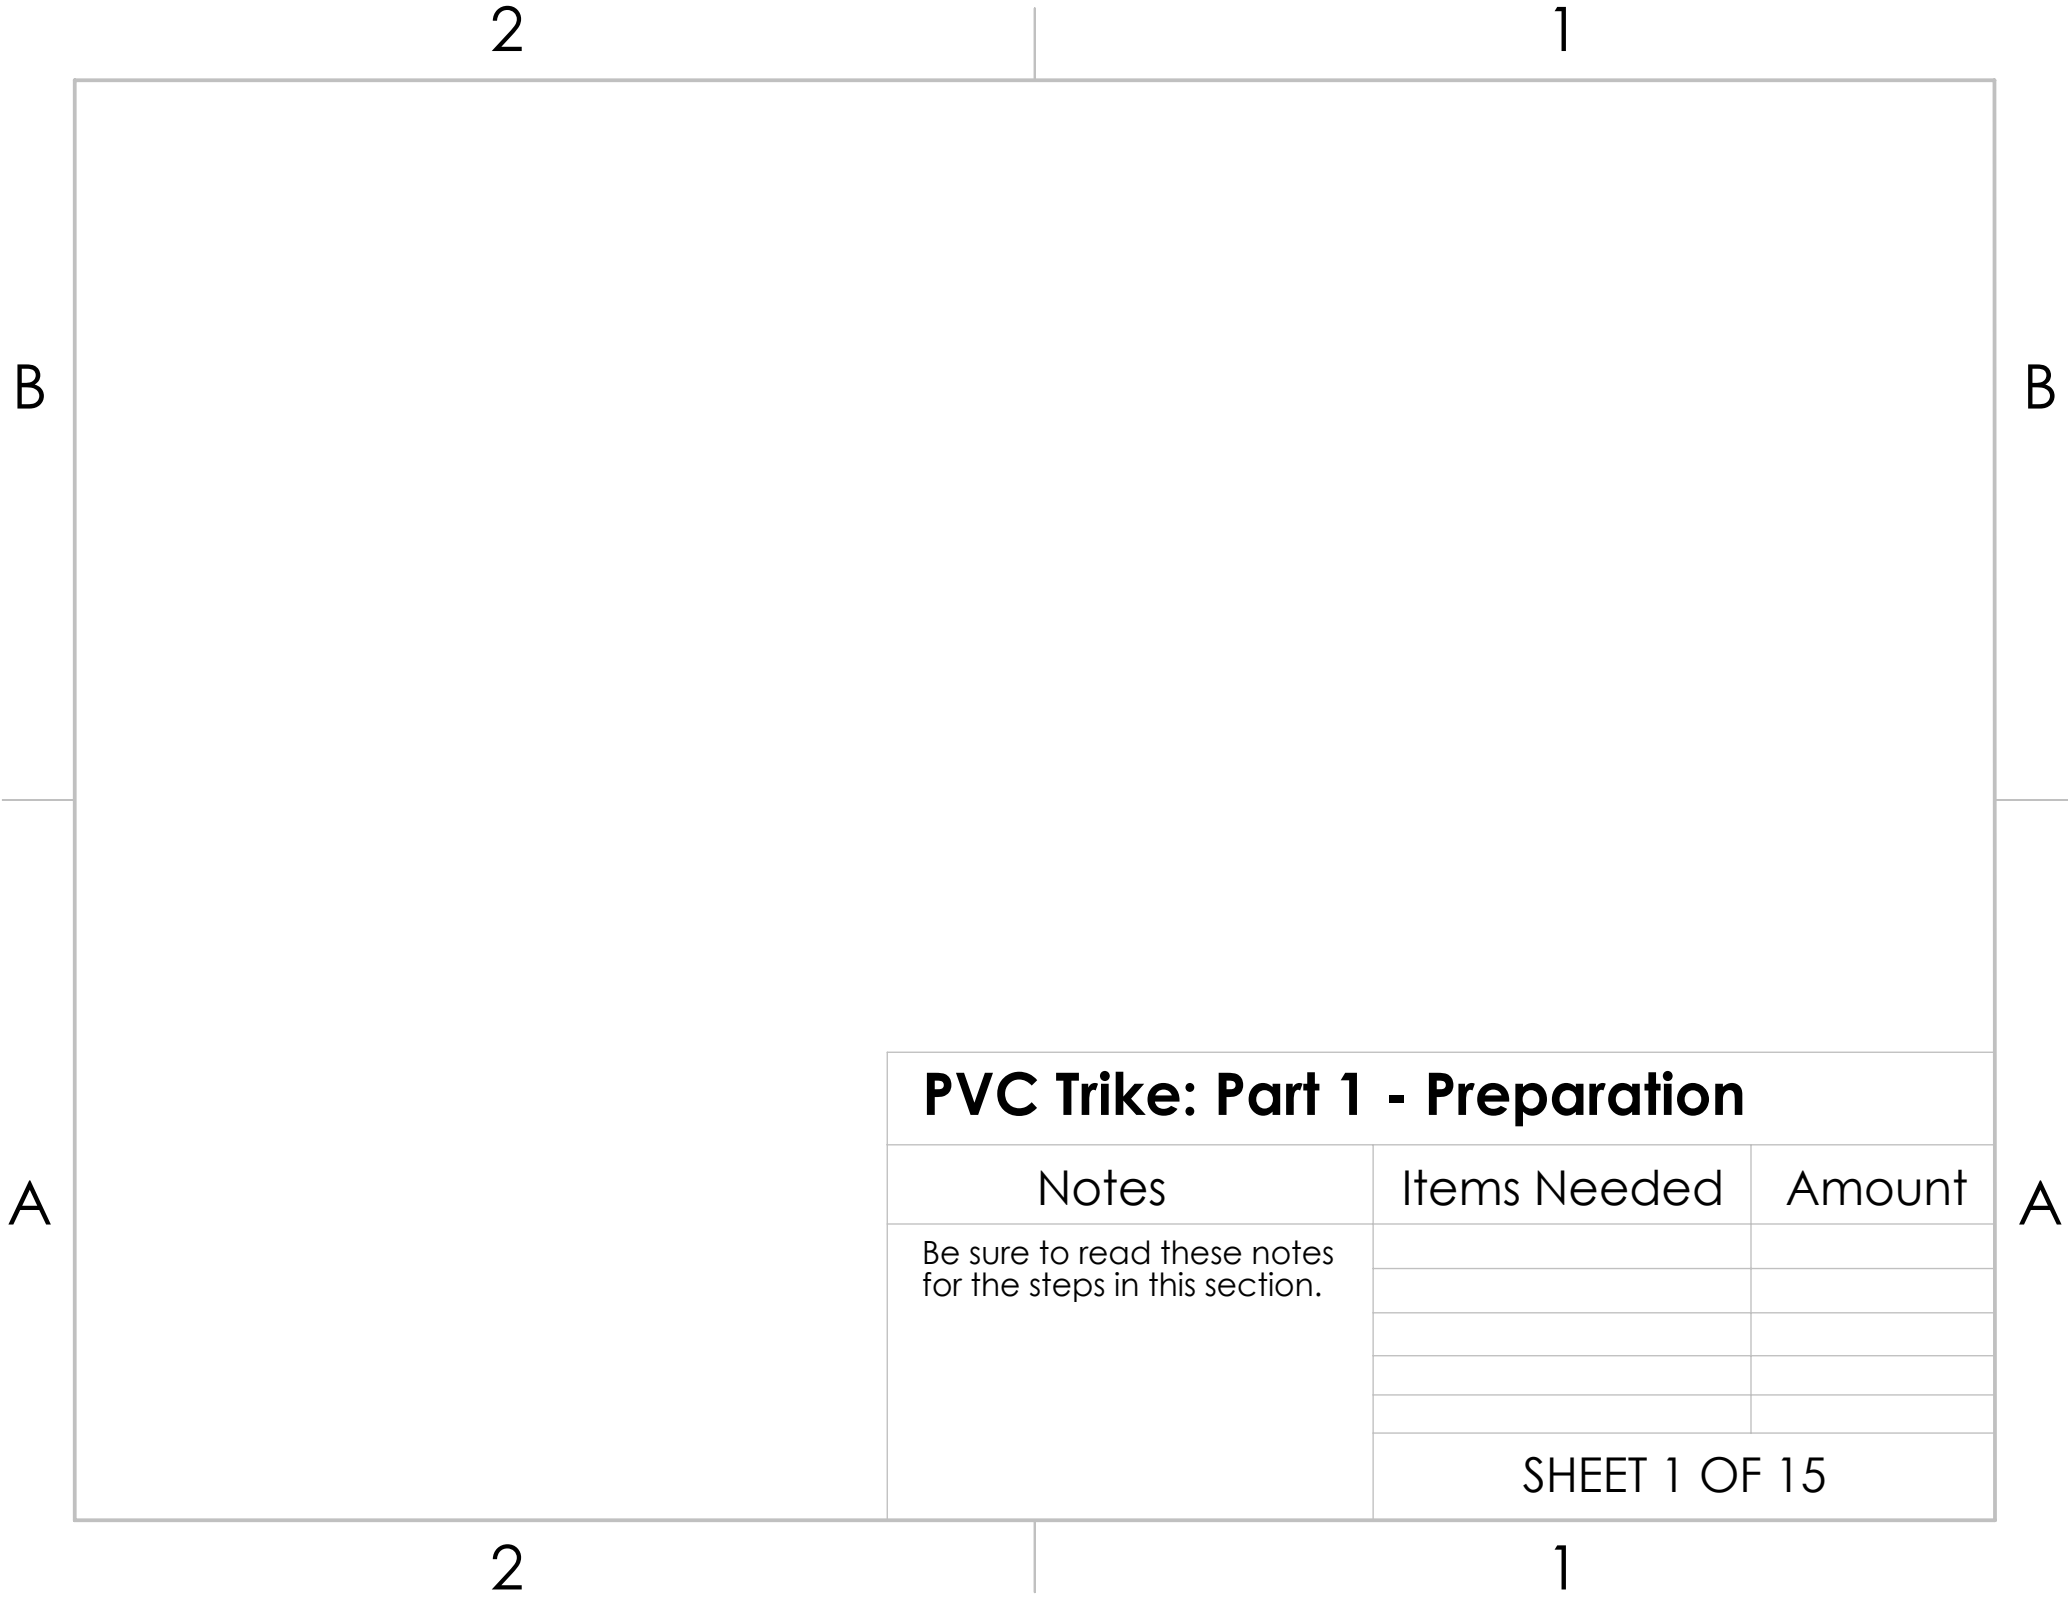 2 1
B B
PVC Trike: Part 1 - Preparation
Notes Items Needed Amount
A A
Be sure to read these notes
for the steps in this section.
SHEET 1 OF 15
2 1